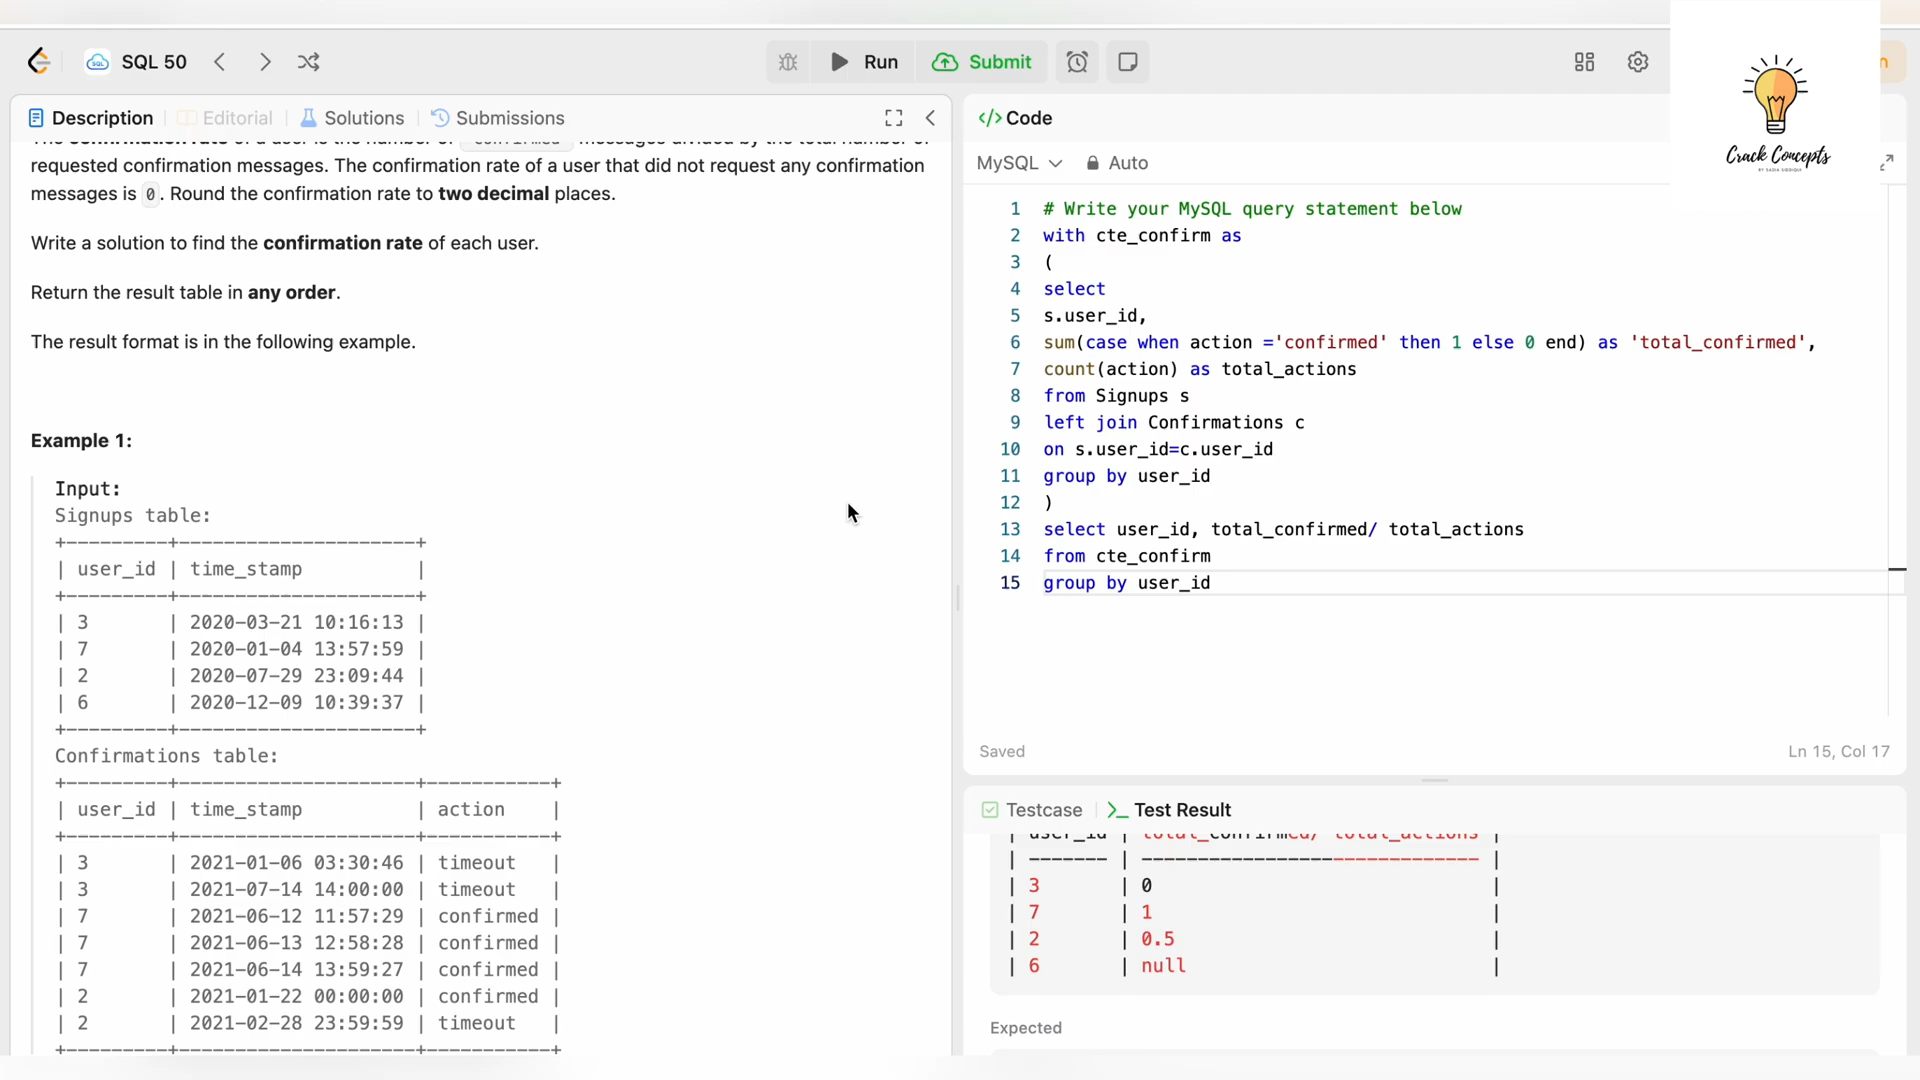 SQL 50
Run
Submit
Description
Editorial
Solutions
Submissions
requested confirmation messages. The confirmation rate of a user that did not request any confirmation
messages is 0. Round the confirmation rate to two decimal places.
Write a solution to find the confirmation rate of each user.
Return the result table in any order.
The result format is in the following example.
Example 1:
Input:
Signups table:
+---------+---------------------+
| user_id | time_stamp          |
+---------+---------------------+
| 3       | 2020-03-21 10:16:13 |
| 7       | 2020-01-04 13:57:59 |
| 2       | 2020-07-29 23:09:44 |
| 6       | 2020-12-09 10:39:37 |
+---------+---------------------+
Confirmations table:
+---------+---------------------+-----------+
| user_id | time_stamp          | action    |
+---------+---------------------+-----------+
| 3       | 2021-01-06 03:30:46 | timeout   |
| 3       | 2021-07-14 14:00:00 | timeout   |
| 7       | 2021-06-12 11:57:29 | confirmed |
| 7       | 2021-06-13 12:58:28 | confirmed |
| 7       | 2021-06-14 13:59:27 | confirmed |
| 2       | 2021-01-22 00:00:00 | confirmed |
| 2       | 2021-02-28 23:59:59 | timeout   |
+---------+---------------------+-----------+
</> Code
MySQL
Auto
1 # Write your MySQL query statement below
2 with cte_confirm as
3 (
4 select
5 s.user_id,
6 sum(case when action ='confirmed' then 1 else 0 end) as 'total_confirmed',
7 count(action) as total_actions
8 from Signups s
9 left join Confirmations c
10 on s.user_id=c.user_id
11 group by user_id
12 )
13 select user_id, total_confirmed/ total_actions
14 from cte_confirm
15 group by user_id
Saved
Ln 15, Col 17
Testcase
>_ Test Result
| user_id | total_confirmed/ total_actions |
| ------- | ------------------------------ |
| 3 | 0 |
| 7 | 1 |
| 2 | 0.5 |
| 6 | null |
Expected
Crack Concepts
BY SADIA SIDDIQUI